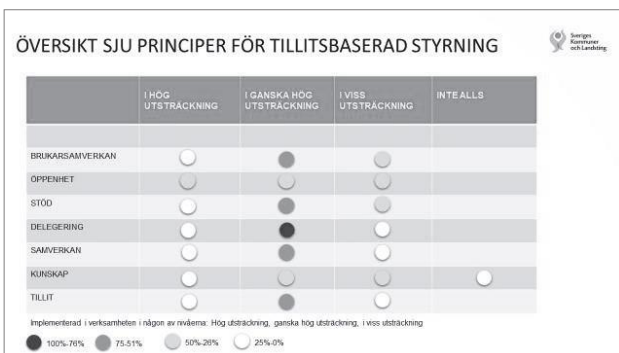 ÖVERSIKT SJU PRINCIPER FÖR TILLITSBASERAD STYRNING
Sveriges
Kommuner
och Landsting
I HÖG
UTSTRÄCKNING
I GANSKA HÖG
UTSTRÄCKNING
I VISS
UTSTRÄCKNING
INTE ALLS
BRUKARSAMVERKAN
ÖPPENHET
STÖD
DELEGERING
SAMVERKAN
KUNSKAP
TILLIT
Implementerad i verksamheten i någon av nivåerna: Hög utsträckning, ganska hög utsträckning, i viss utsträckning
100%-76% 75-51% 50%-26% 25%-0%